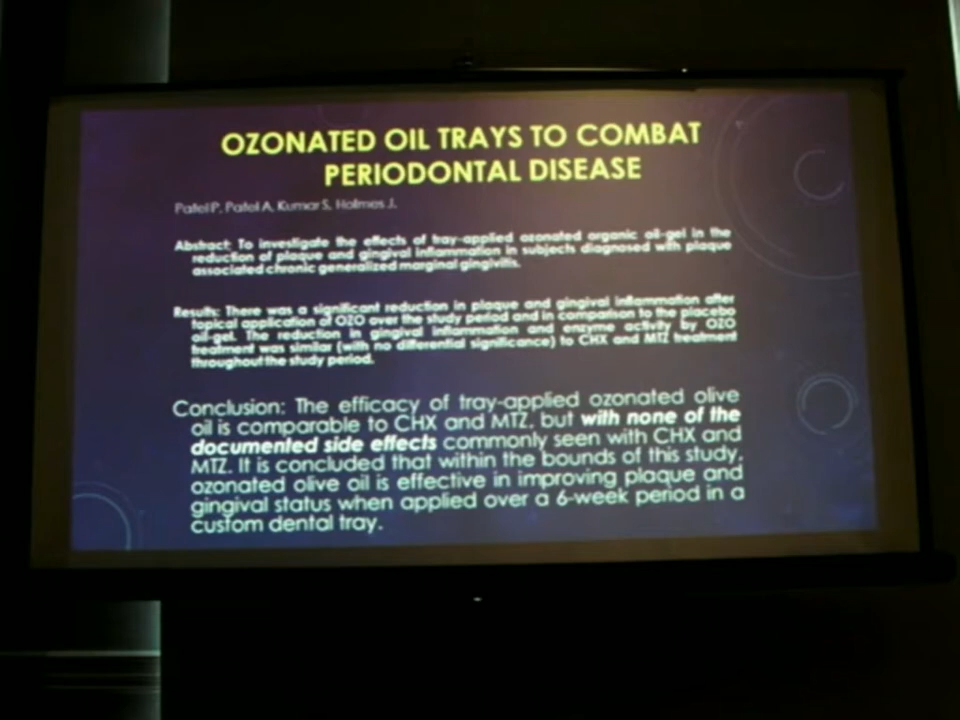 OZONATED OIL TRAYS TO COMBAT
PERIODONTAL DISEASE
Patel P, Patel A, Kumar S, Holmes J.
Abstract: To investigate the effects of tray-applied ozonated organic oil-gel in the
reduction of plaque and gingival inflammation in subjects diagnosed with plaque
associated chronic generalized marginal gingivitis.
Results: There was a significant reduction in plaque and gingival inflammation after
topical application of OZO over the study period and in comparison to the placebo
oil-gel. The reduction in gingival inflammation and enzyme activity by OZO
treatment was similar (with no differential significance) to CHX and MTZ treatment
throughout the study period.
Conclusion: The efficacy of tray-applied ozonated olive
oil is comparable to CHX and MTZ, but with none of the
documented side effects commonly seen with CHX and
MTZ. It is concluded that within the bounds of this study,
ozonated olive oil is effective in improving plaque and
gingival status when applied over a 6-week period in a
custom dental tray.